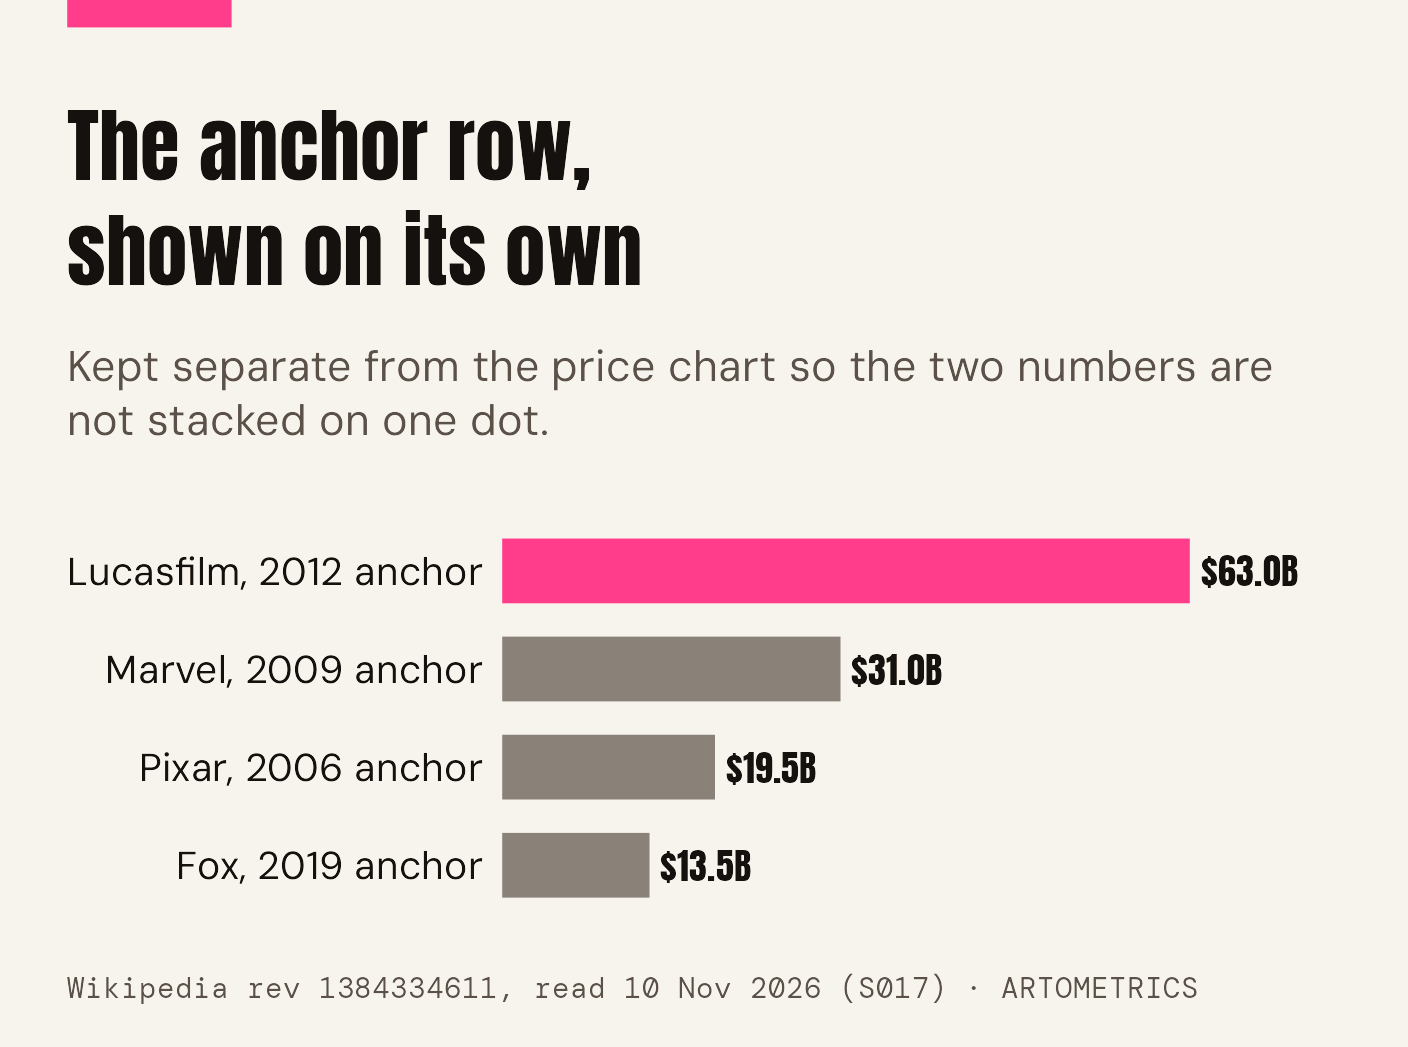 The anchor row,
shown on its own
Kept separate from the price chart so the two numbers are
not stacked on one dot.
Lucasfilm, 2012 anchor $63.0B
Marvel, 2009 anchor $31.0B
Pixar, 2006 anchor $19.5B
Fox, 2019 anchor $13.5B
Wikipedia rev 1384334611, read 10 Nov 2026 (S017) · ARTOMETRICS